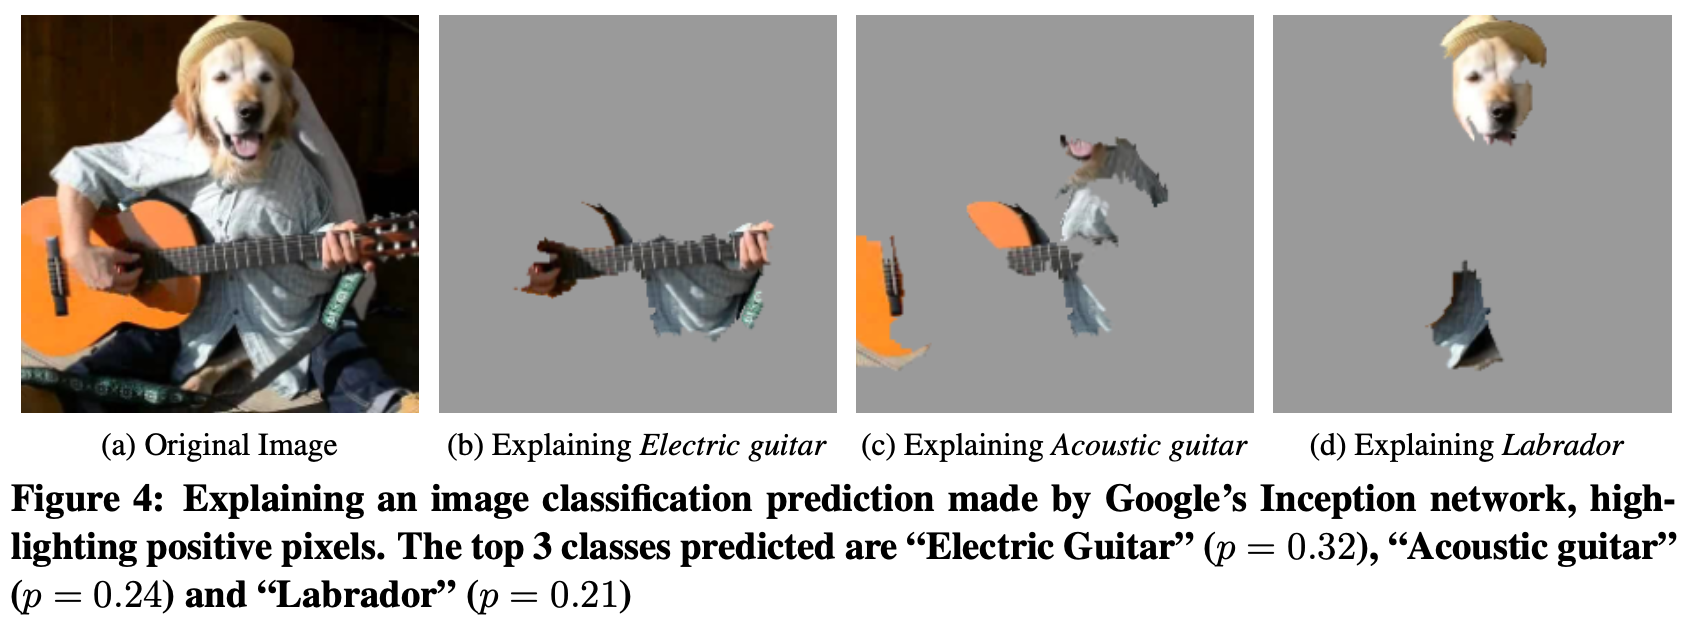 (a) Original Image
(b) Explaining Electric guitar
(c) Explaining Acoustic guitar
(d) Explaining Labrador
Figure 4: Explaining an image classification prediction made by Google’s Inception network, high-
lighting positive pixels. The top 3 classes predicted are “Electric Guitar” (p = 0.32), “Acoustic guitar”
(p = 0.24) and “Labrador” (p = 0.21)